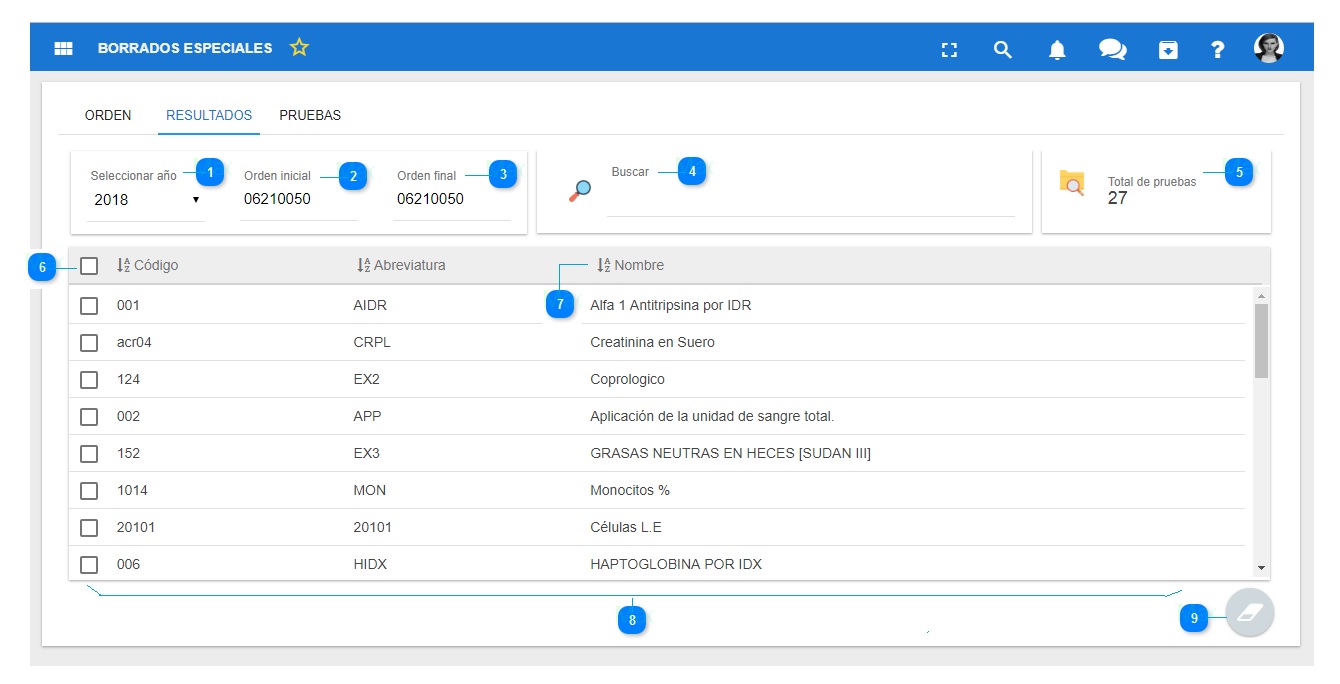 BORRADOS ESPECIALES ?
ORDEN RESULTADOS PRUEBAS
Seleccionar año 1 Orden inicial 2 Orden final 3 Buscar 4 Total de pruebas 5
2018 06210050 06210050 27
6 Código Abreviatura Nombre
001 AIDR 7 Alfa 1 Antitripsina por IDR
acr04 CRPL Creatinina en Suero
124 EX2 Coprologico
002 APP Aplicación de la unidad de sangre total.
152 EX3 GRASAS NEUTRAS EN HECES [SUDAN III]
1014 MON Monocitos %
20101 20101 Células L.E
006 HIDX HAPTOGLOBINA POR IDX
8 9